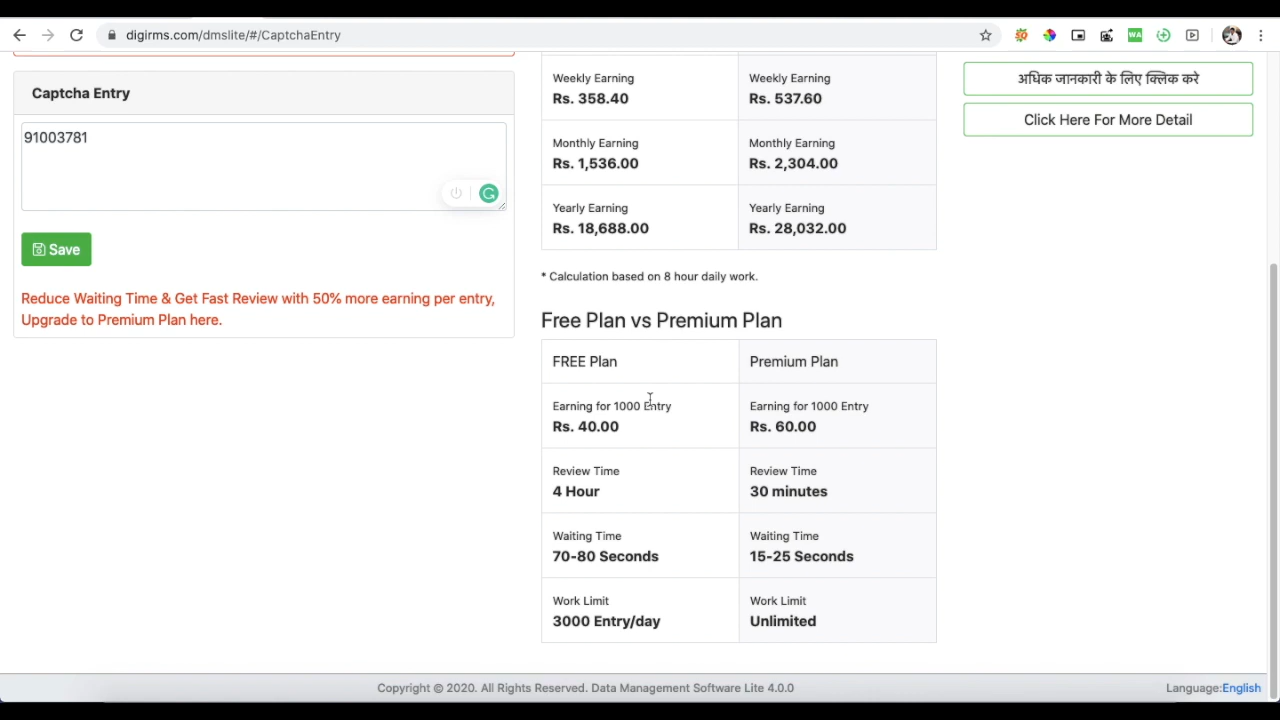 digirms.com/dmslite/#/CaptchaEntry
Captcha Entry
91003781
Save
Reduce Waiting Time & Get Fast Review with 50% more earning per entry,
Upgrade to Premium Plan here.
Weekly Earning Weekly Earning
Rs. 358.40 Rs. 537.60
Monthly Earning Monthly Earning
Rs. 1,536.00 Rs. 2,304.00
Yearly Earning Yearly Earning
Rs. 18,688.00 Rs. 28,032.00
* Calculation based on 8 hour daily work.
Free Plan vs Premium Plan
FREE Plan Premium Plan
Earning for 1000 Entry Earning for 1000 Entry
Rs. 40.00 Rs. 60.00
Review Time Review Time
4 Hour 30 minutes
Waiting Time Waiting Time
70-80 Seconds 15-25 Seconds
Work Limit Work Limit
3000 Entry/day Unlimited
अधिक जानकारी के लिए क्लिक करे
Click Here For More Detail
Copyright © 2020. All Rights Reserved. Data Management Software Lite 4.0.0
Language:English